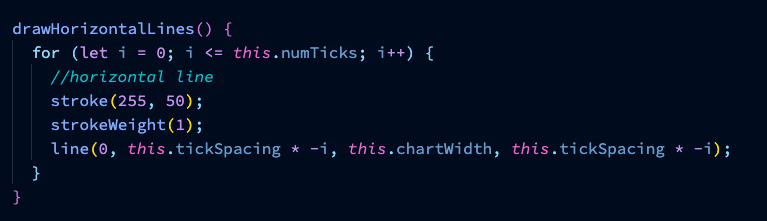 drawHorizontalLines() {
  for (let i = 0; i <= this.numTicks; i++) {
    //horizontal line
    stroke(255, 50);
    strokeWeight(1);
    line(0, this.tickSpacing * -i, this.chartWidth, this.tickSpacing * -i);
  }
}